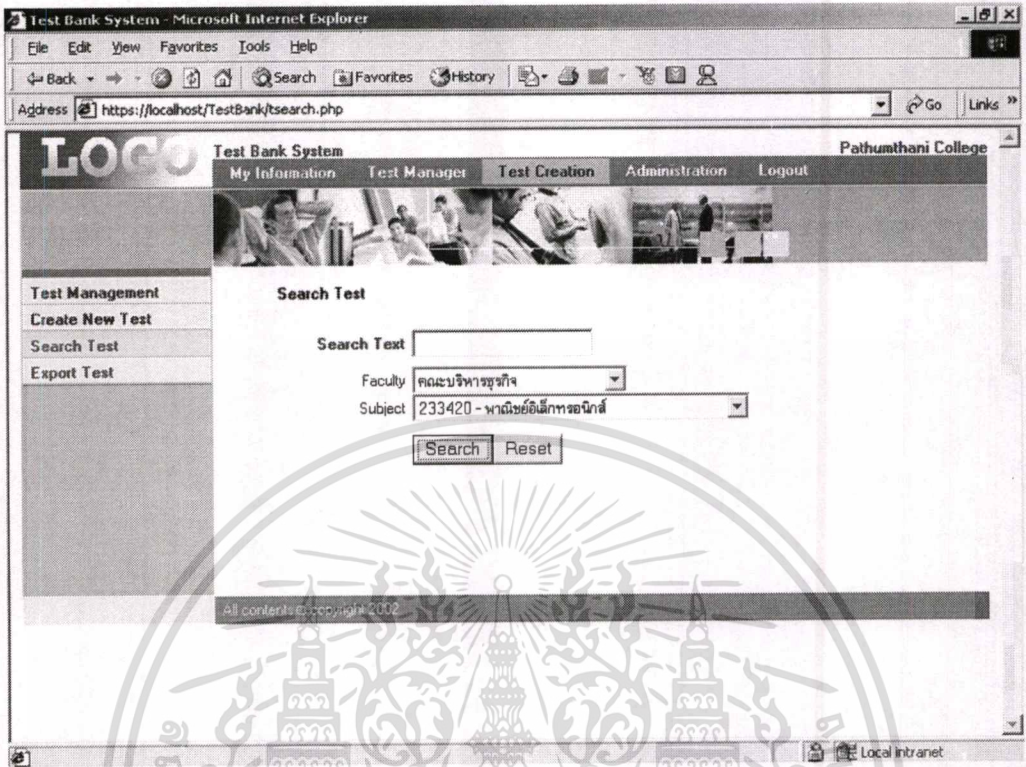 Test Bank System - Microsoft Internet Explorer
File Edit View Favorites Tools Help
Back Search Favorites History
Address https://localhost/TestBank/tsearch.php Go Links »
LOGO
Test Bank System Pathumthani College
My Information Test Manager Test Creation Administration Logout
Test Management
Create New Test
Search Test
Export Test
Search Test
Search Text
Faculty คณะบริหารธุรกิจ
Subject 233420 - พาณิชย์อิเล็กทรอนิกส์
Search Reset
All contents © copyright 2002
Local intranet